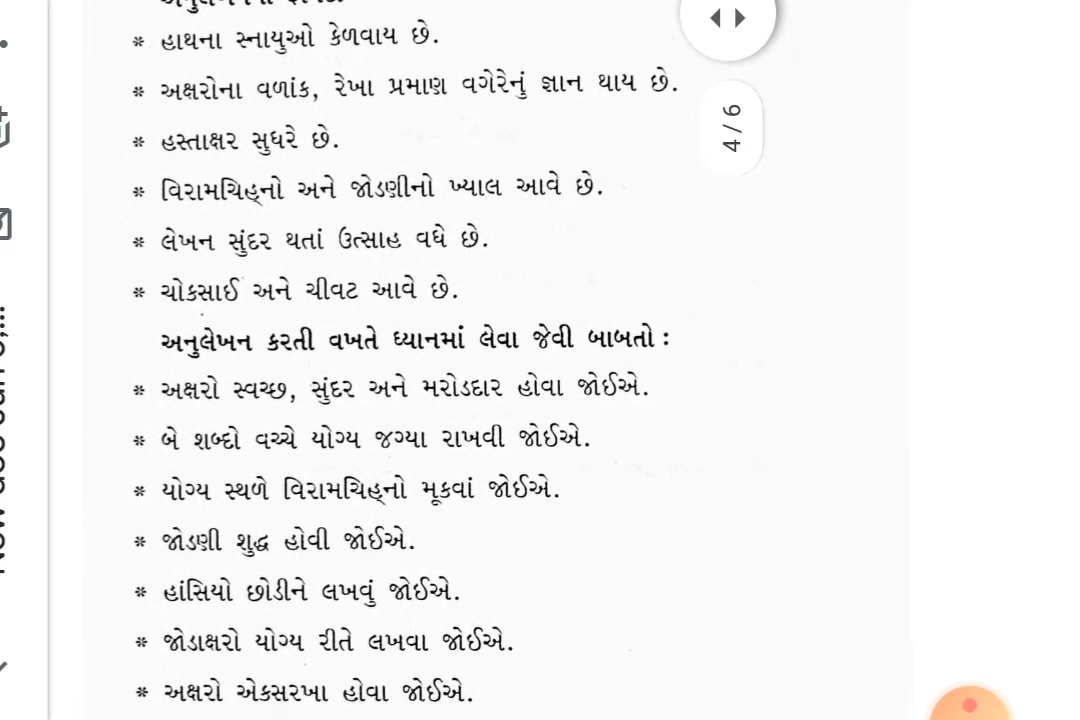 * હાથના સ્નાયુઓ કેળવાય છે.
* અક્ષરોના વળાંક, રેખા પ્રમાણ વગેરેનું જ્ઞાન થાય છે.
4/6
* હસ્તાક્ષર સુધરે છે.
* વિરામચિહ્નો અને જોડણીનો ખ્યાલ આવે છે.
* લેખન સુંદર થતાં ઉત્સાહ વધે છે.
* ચોકસાઈ અને ચીવટ આવે છે.
અનુલેખન કરતી વખતે ધ્યાનમાં લેવા જેવી બાબતો :
* અક્ષરો સ્વચ્છ, સુંદર અને મરોડદાર હોવા જોઈએ.
* બે શબ્દો વચ્ચે યોગ્ય જગ્યા રાખવી જોઈએ.
* યોગ્ય સ્થળે વિરામચિહ્નો મૂકવાં જોઈએ.
* જોડણી શુદ્ધ હોવી જોઈએ.
* હાંસિયો છોડીને લખવું જોઈએ.
* જોડાક્ષરો યોગ્ય રીતે લખવા જોઈએ.
* અક્ષરો એકસરખા હોવા જોઈએ.